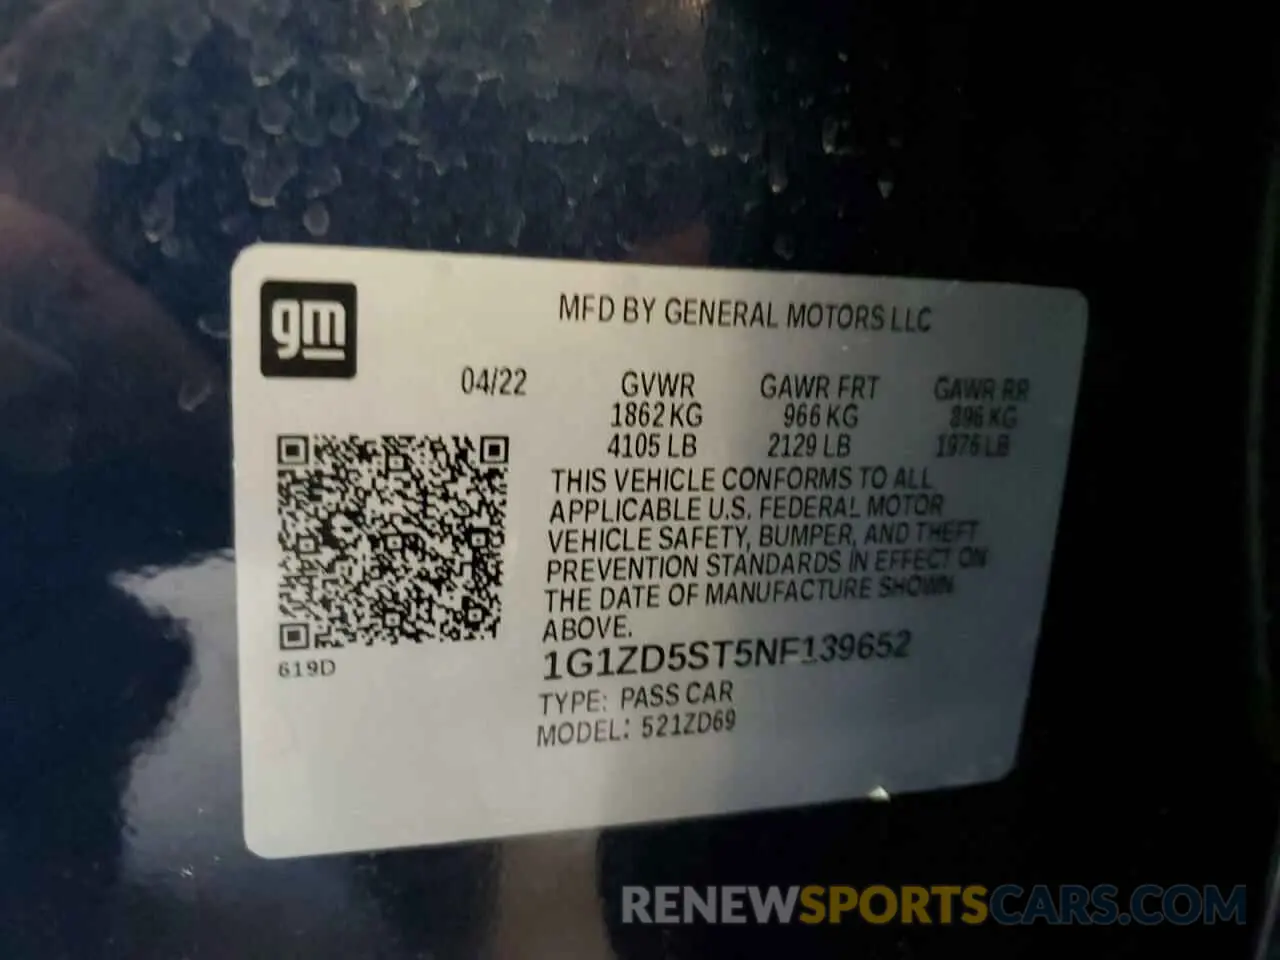 gm
MFD BY GENERAL MOTORS LLC
04/22 GVWR GAWR FRT GAWR RR
1862 KG 966 KG 896 KG
4105 LB 2129 LB 1976 LB
THIS VEHICLE CONFORMS TO ALL
APPLICABLE U.S. FEDERAL MOTOR
VEHICLE SAFETY, BUMPER, AND THEFT
PREVENTION STANDARDS IN EFFECT ON
THE DATE OF MANUFACTURE SHOWN
ABOVE.
619D
1G1ZD5ST5NF139652
TYPE: PASS CAR
MODEL: 521ZD69
RENEWSPORTSCARS.COM